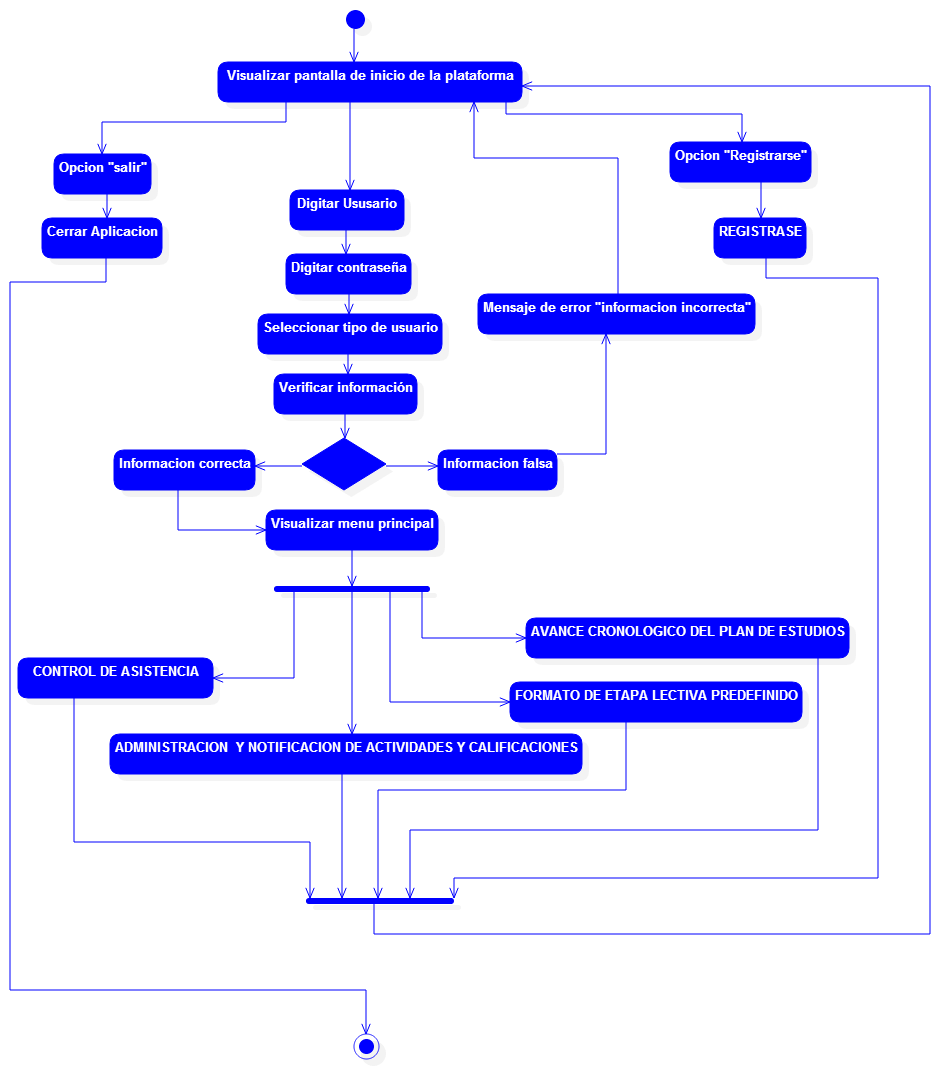 Visualizar pantalla de inicio de la plataforma
Opcion "salir"
Opcion "Registrarse"
Digitar Ususario
Cerrar Aplicacion
REGISTRASE
Digitar contraseña
Mensaje de error "informacion incorrecta"
Seleccionar tipo de usuario
Verificar información
Informacion correcta
Informacion falsa
Visualizar menu principal
AVANCE CRONOLOGICO DEL PLAN DE ESTUDIOS
CONTROL DE ASISTENCIA
FORMATO DE ETAPA LECTIVA PREDEFINIDO
ADMINISTRACION  Y NOTIFICACION DE ACTIVIDADES Y CALIFICACIONES